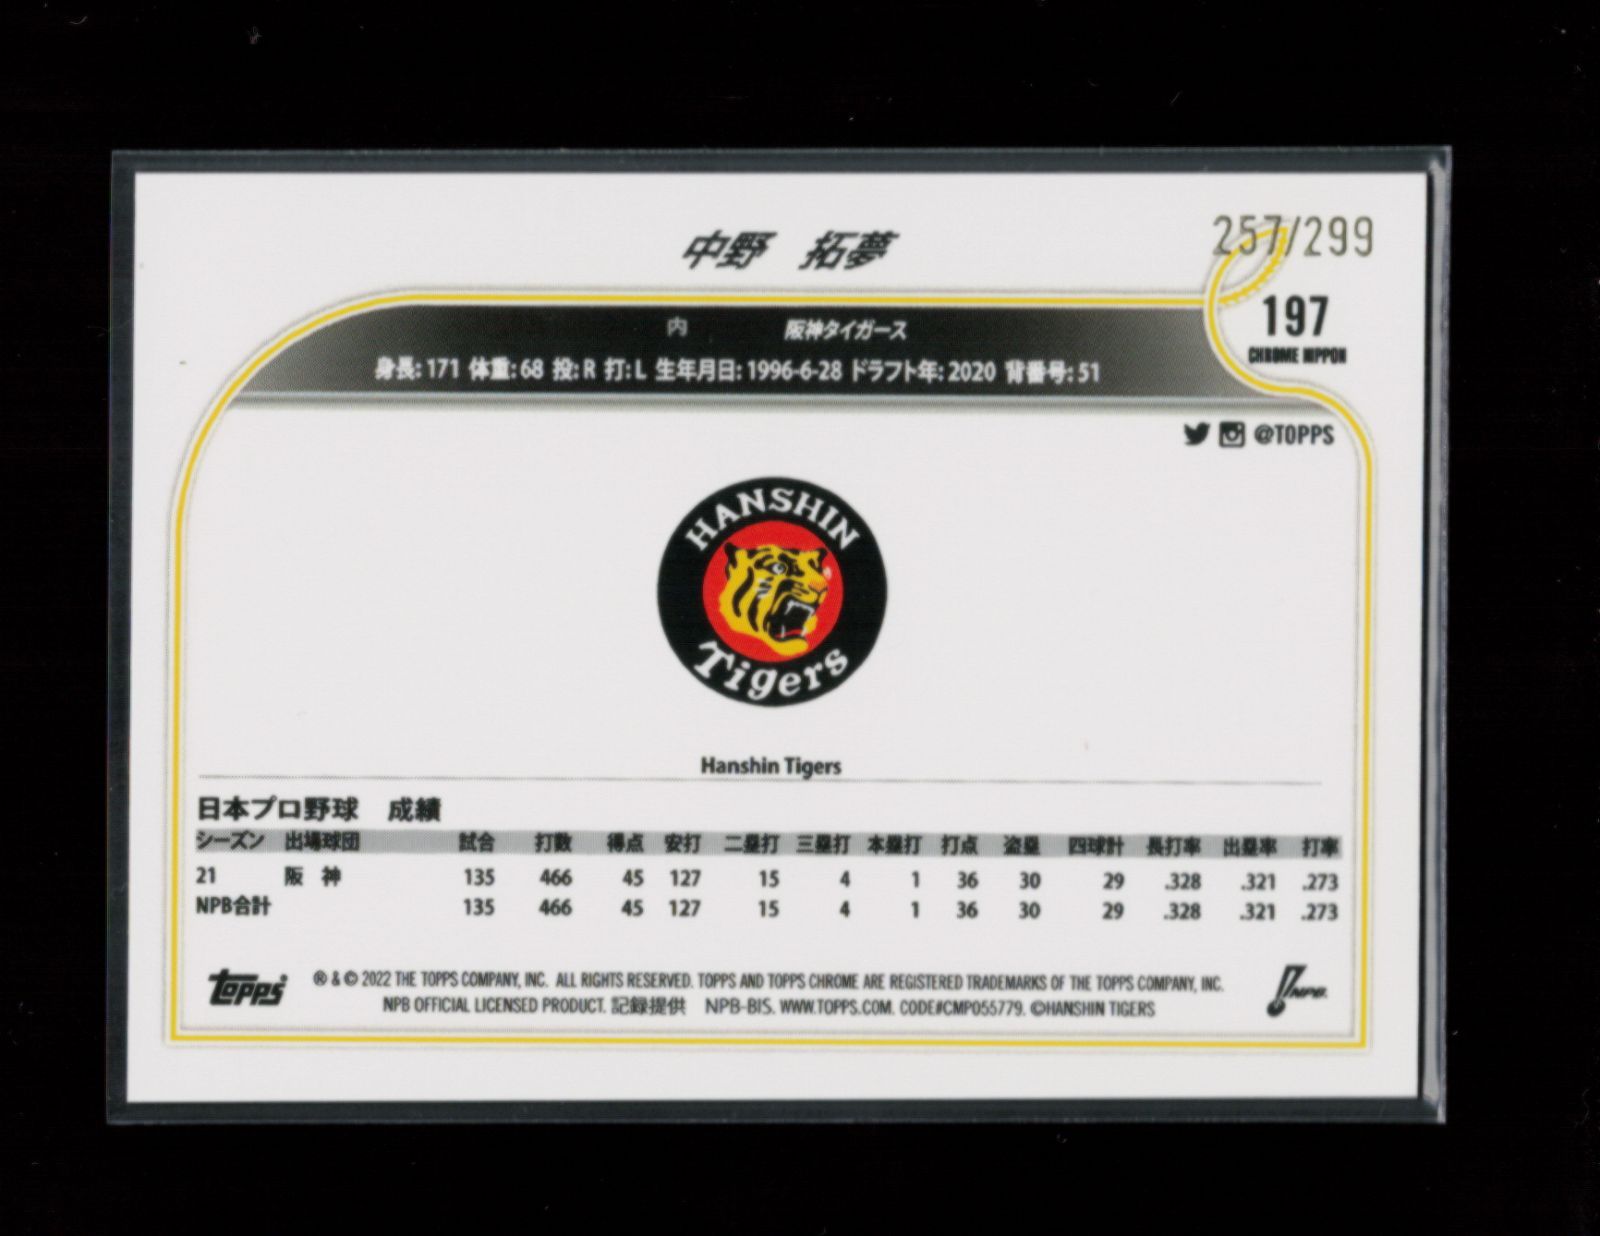 257/299
中野 拓夢
197
CHROME NIPPON
内 阪神タイガース
身長: 171 体重: 68 投: R 打: L 生年月日: 1996-6-28 ドラフト年: 2020 背番号: 51
@TOPPS
HANSHIN
Tigers
Hanshin Tigers
日本プロ野球 成績
シーズン 出場球団 試合 打数 得点 安打 二塁打 三塁打 本塁打 打点 盗塁 四球計 長打率 出塁率 打率
21 阪神 135 466 45 127 15 4 1 36 30 29 .328 .321 .273
NPB合計 135 466 45 127 15 4 1 36 30 29 .328 .321 .273
Topps
® & © 2022 THE TOPPS COMPANY, INC. ALL RIGHTS RESERVED. TOPPS AND TOPPS CHROME ARE REGISTERED TRADEMARKS OF THE TOPPS COMPANY, INC.
NPB OFFICIAL LICENSED PRODUCT. 記録提供 NPB-BIS. WWW.TOPPS.COM. CODE#CMP055779. ©HANSHIN TIGERS
NPB